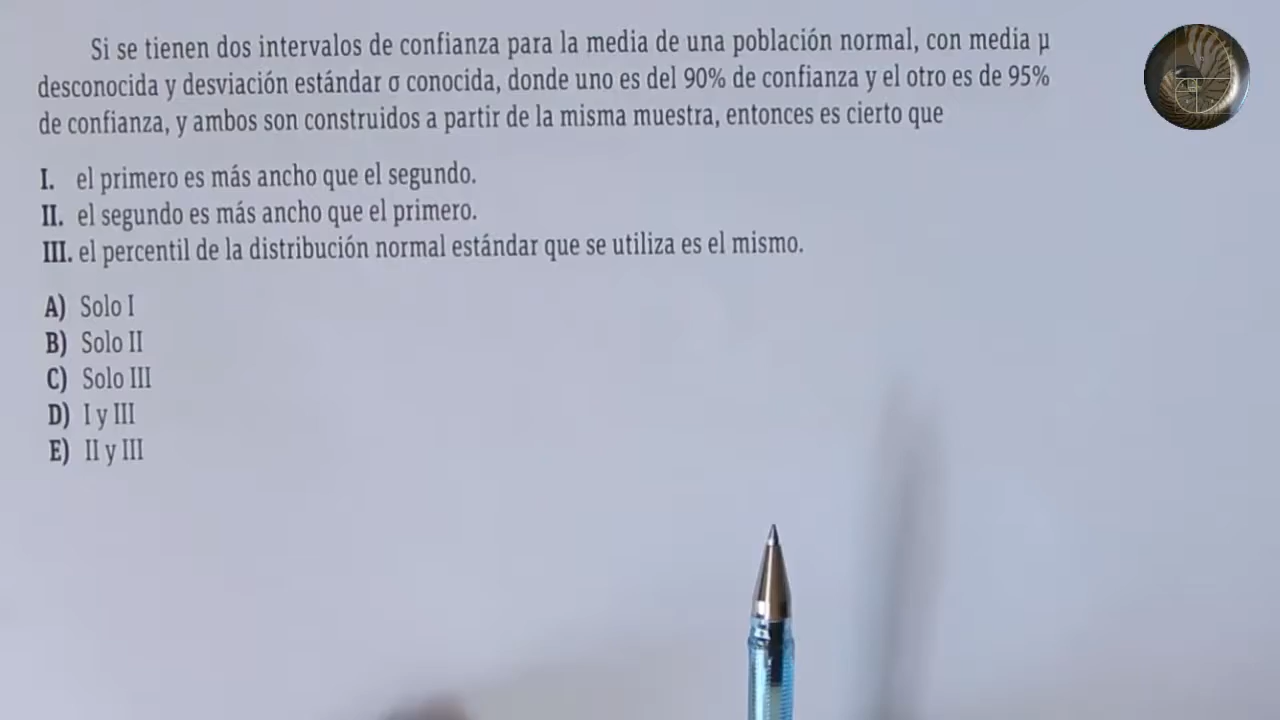 Si se tienen dos intervalos de confianza para la media de una población normal, con media μ
desconocida y desviación estándar σ conocida, donde uno es del 90% de confianza y el otro es de 95%
de confianza, y ambos son construidos a partir de la misma muestra, entonces es cierto que
I. el primero es más ancho que el segundo.
II. el segundo es más ancho que el primero.
III. el percentil de la distribución normal estándar que se utiliza es el mismo.
A) Solo I
B) Solo II
C) Solo III
D) I y III
E) II y III